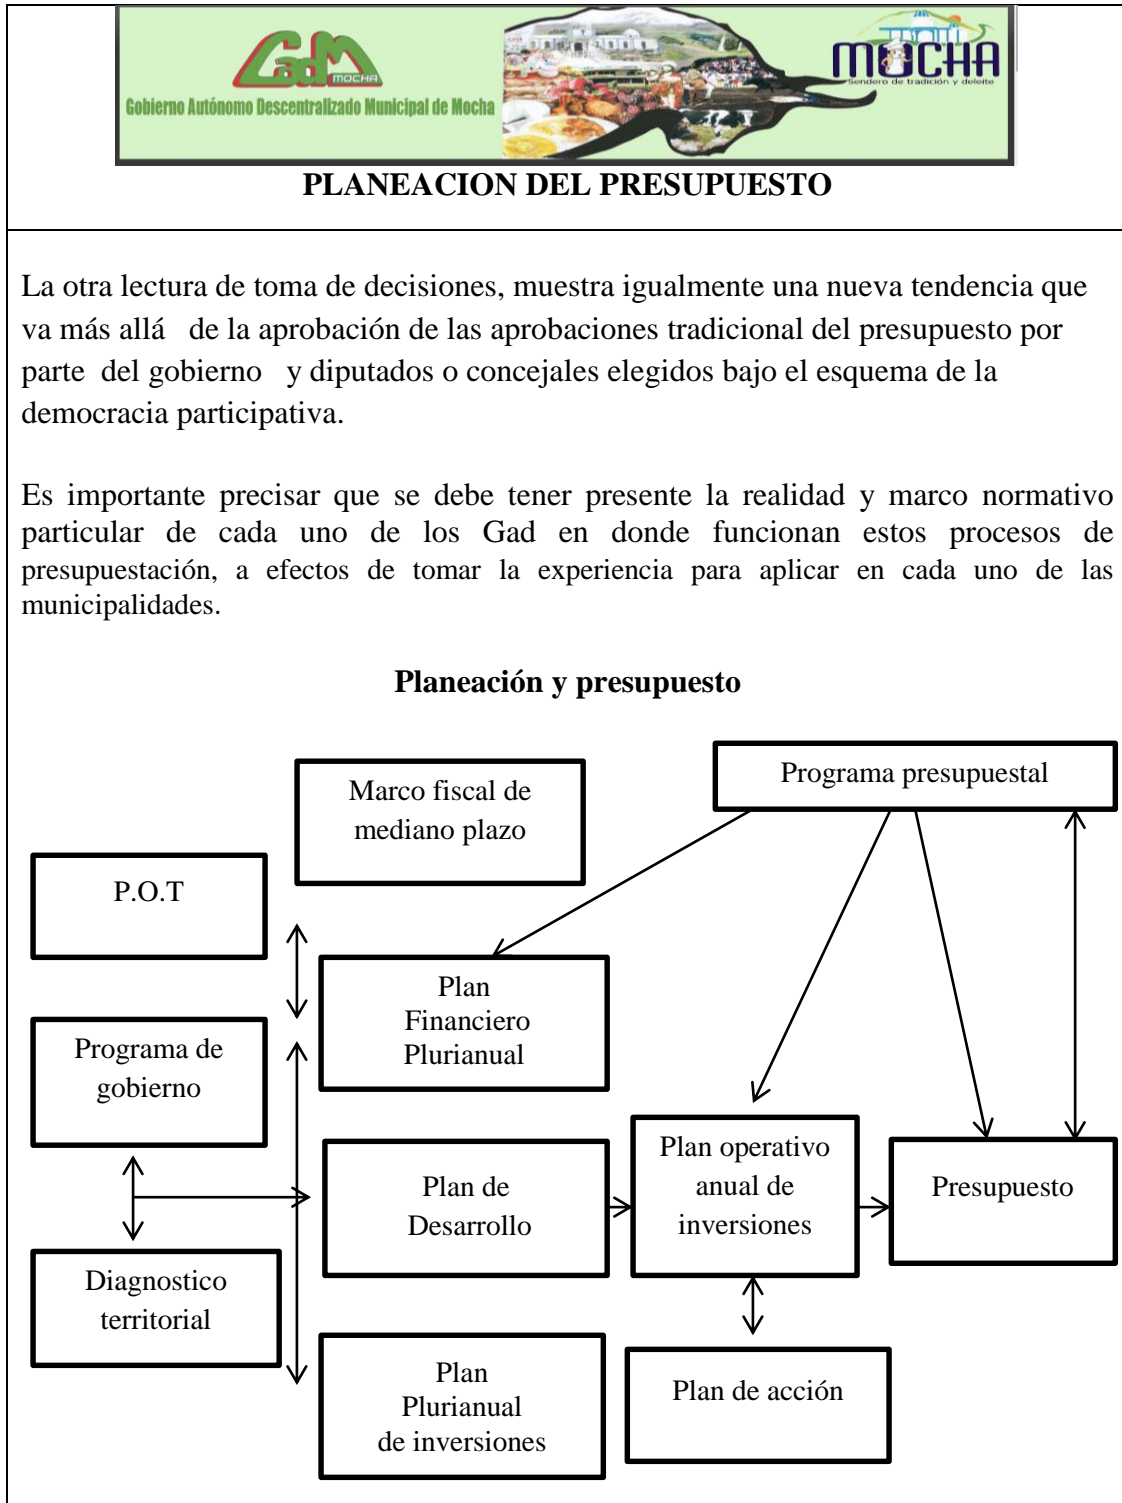 GadM
MOCHA
Gobierno Autónomo Descentralizado Municipal de Mocha
MOCHA
Sendero de tradición y deleite
PLANEACION DEL PRESUPUESTO
La otra lectura de toma de decisiones, muestra igualmente una nueva tendencia que
va más allá de la aprobación de las aprobaciones tradicional del presupuesto por
parte del gobierno y diputados o concejales elegidos bajo el esquema de la
democracia participativa.
Es importante precisar que se debe tener presente la realidad y marco normativo
particular de cada uno de los Gad en donde funcionan estos procesos de
presupuestación, a efectos de tomar la experiencia para aplicar en cada uno de las
municipalidades.
Planeación y presupuesto
Programa presupuestal
Marco fiscal de
mediano plazo
P.O.T
Plan
Financiero
Plurianual
Programa de
gobierno
Plan operativo
anual de
inversiones
Plan de
Desarrollo
Presupuesto
Diagnostico
territorial
Plan
Plurianual
de inversiones
Plan de acción